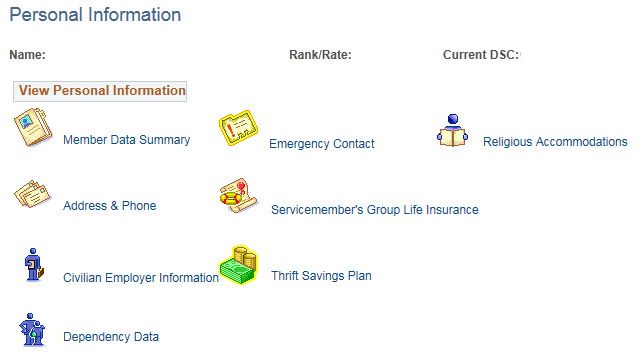 Personal Information
Name: Rank/Rate: Current DSC:
View Personal Information
Member Data Summary Emergency Contact Religious Accommodations
Address & Phone Servicemember's Group Life Insurance
Civilian Employer Information Thrift Savings Plan
Dependency Data